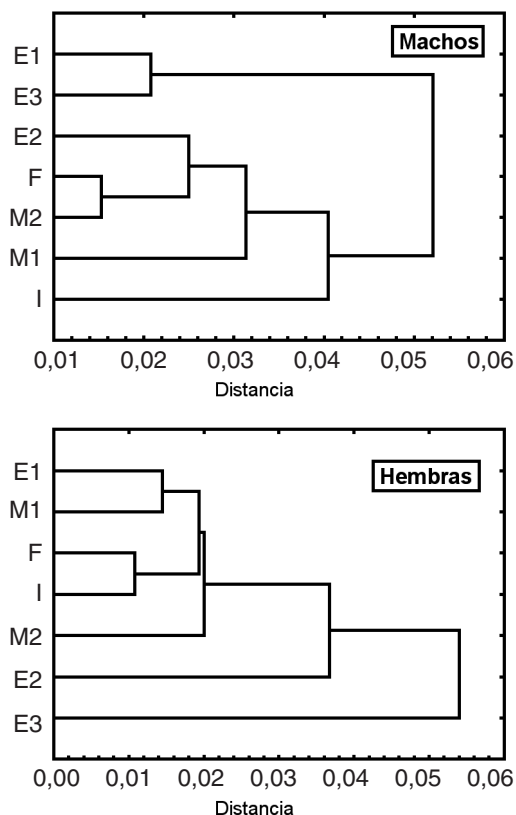 Machos
E1
E3
E2
F
M2
M1
I
0,01 0,02 0,03 0,04 0,05 0,06
Distancia
Hembras
E1
M1
F
I
M2
E2
E3
0,00 0,01 0,02 0,03 0,04 0,05 0,06
Distancia